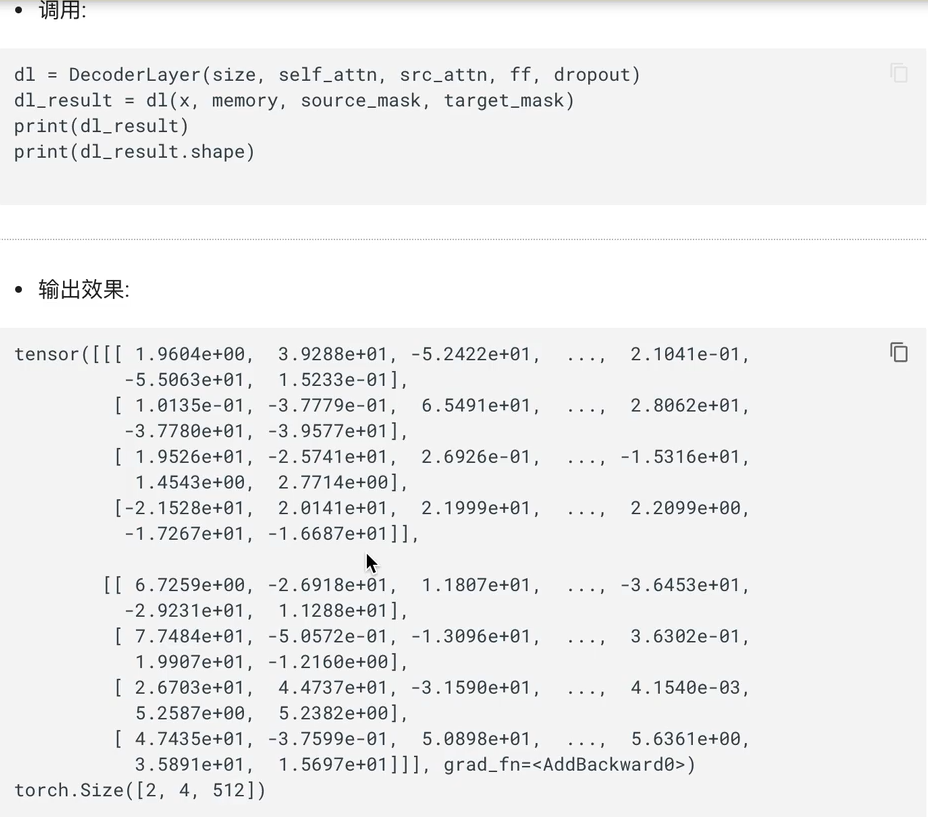 • 调用:
dl = DecoderLayer(size, self_attn, src_attn, ff, dropout)
dl_result = dl(x, memory, source_mask, target_mask)
print(dl_result)
print(dl_result.shape)
• 输出效果:
tensor([[[ 1.9604e+00,  3.9288e+01, -5.2422e+01,  ...,  2.1041e-01,
          -5.5063e+01,  1.5233e-01],
         [ 1.0135e-01, -3.7779e-01,  6.5491e+01,  ...,  2.8062e+01,
          -3.7780e+01, -3.9577e+01],
         [ 1.9526e+01, -2.5741e+01,  2.6926e-01,  ..., -1.5316e+01,
           1.4543e+00,  2.7714e+00],
         [-2.1528e+01,  2.0141e+01,  2.1999e+01,  ...,  2.2099e+00,
          -1.7267e+01, -1.6687e+01]],
        [[ 6.7259e+00, -2.6918e+01,  1.1807e+01,  ..., -3.6453e+01,
          -2.9231e+01,  1.1288e+01],
         [ 7.7484e+01, -5.0572e-01, -1.3096e+01,  ...,  3.6302e-01,
           1.9907e+01, -1.2160e+00],
         [ 2.6703e+01,  4.4737e+01, -3.1590e+01,  ...,  4.1540e-03,
           5.2587e+00,  5.2382e+00],
         [ 4.7435e+01, -3.7599e-01,  5.0898e+01,  ...,  5.6361e+00,
           3.5891e+01,  1.5697e+01]]], grad_fn=<AddBackward0>)
torch.Size([2, 4, 512])